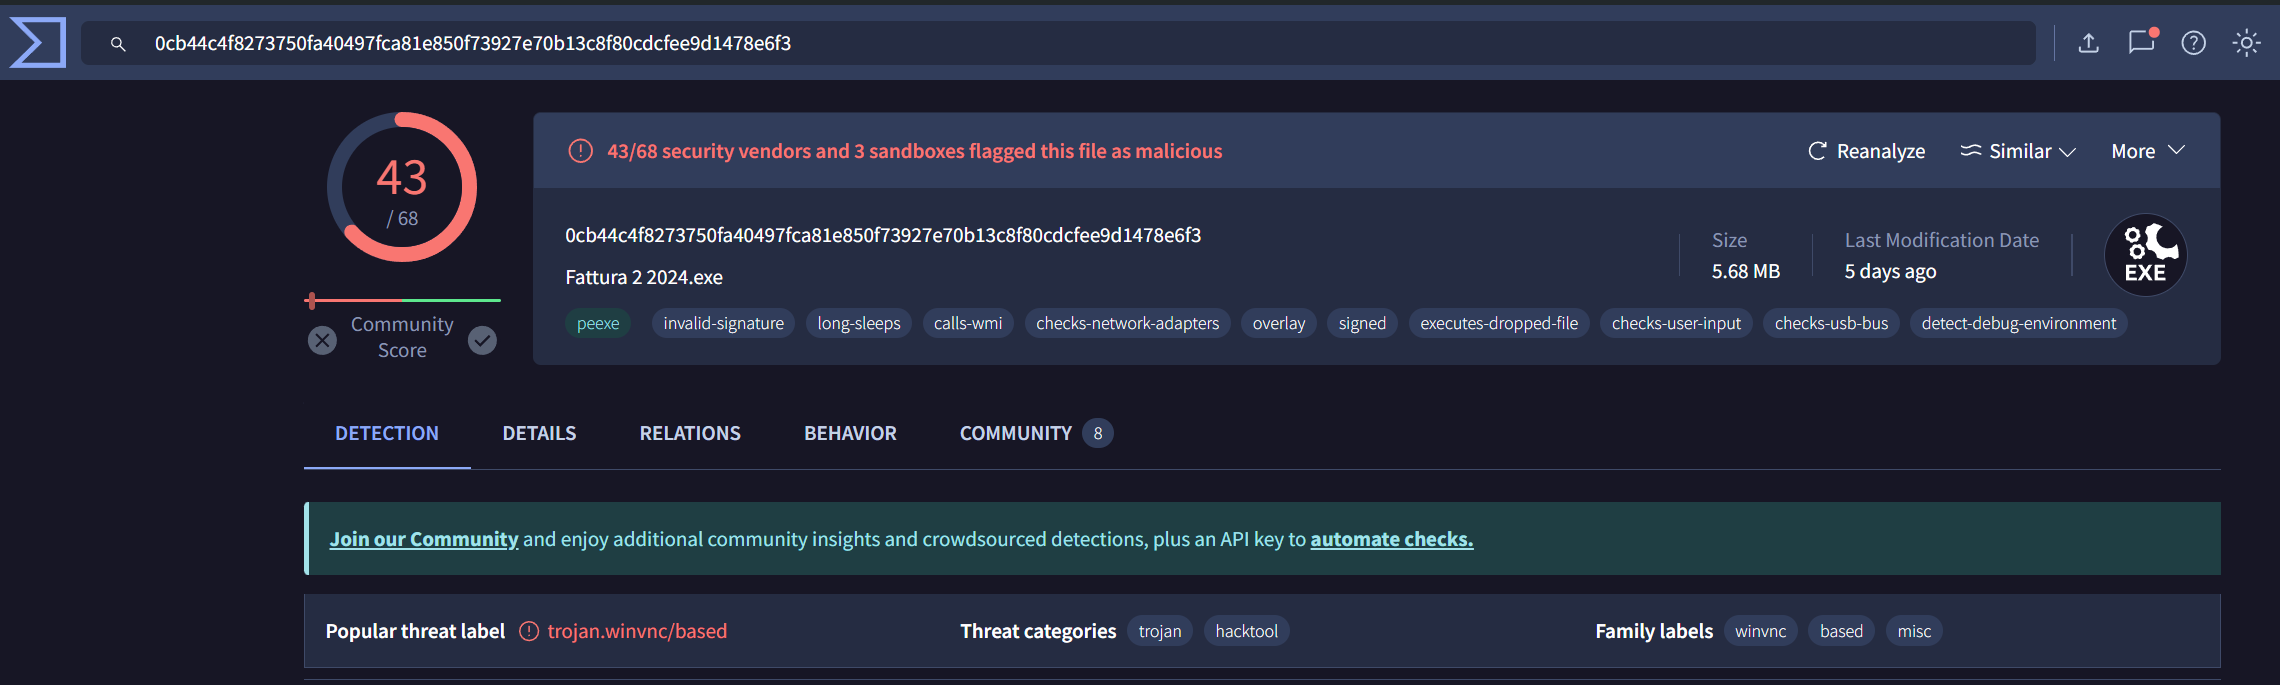 0cb44c4f8273750fa40497fca81e850f73927e70b13c8f80cdcfee9d1478e6f3
43
/ 68
Community
Score
43/68 security vendors and 3 sandboxes flagged this file as malicious
Reanalyze
Similar
More
0cb44c4f8273750fa40497fca81e850f73927e70b13c8f80cdcfee9d1478e6f3
Fattura 2 2024.exe
Size
5.68 MB
Last Modification Date
5 days ago
EXE
peexe invalid-signature long-sleeps calls-wmi checks-network-adapters overlay signed executes-dropped-file checks-user-input checks-usb-bus detect-debug-environment
DETECTION DETAILS RELATIONS BEHAVIOR COMMUNITY 8
Join our Community and enjoy additional community insights and crowdsourced detections, plus an API key to automate checks.
Popular threat label trojan.winvnc/based Threat categories trojan hacktool Family labels winvnc based misc